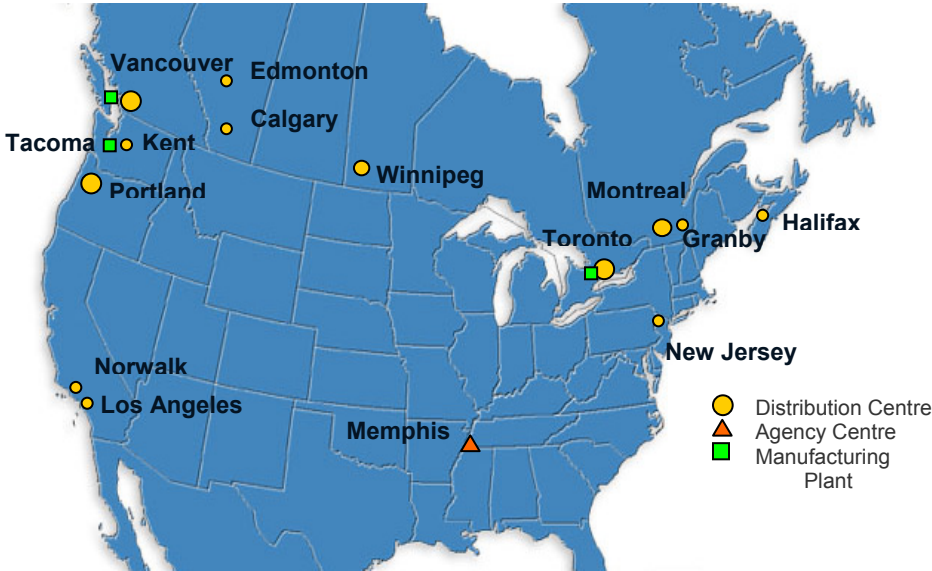 Vancouver
Edmonton
Calgary
Tacoma
Kent
Winnipeg
Portland
Montreal
Halifax
Toronto
Granby
New Jersey
Norwalk
Los Angeles
Memphis
Distribution Centre
Agency Centre
Manufacturing
Plant